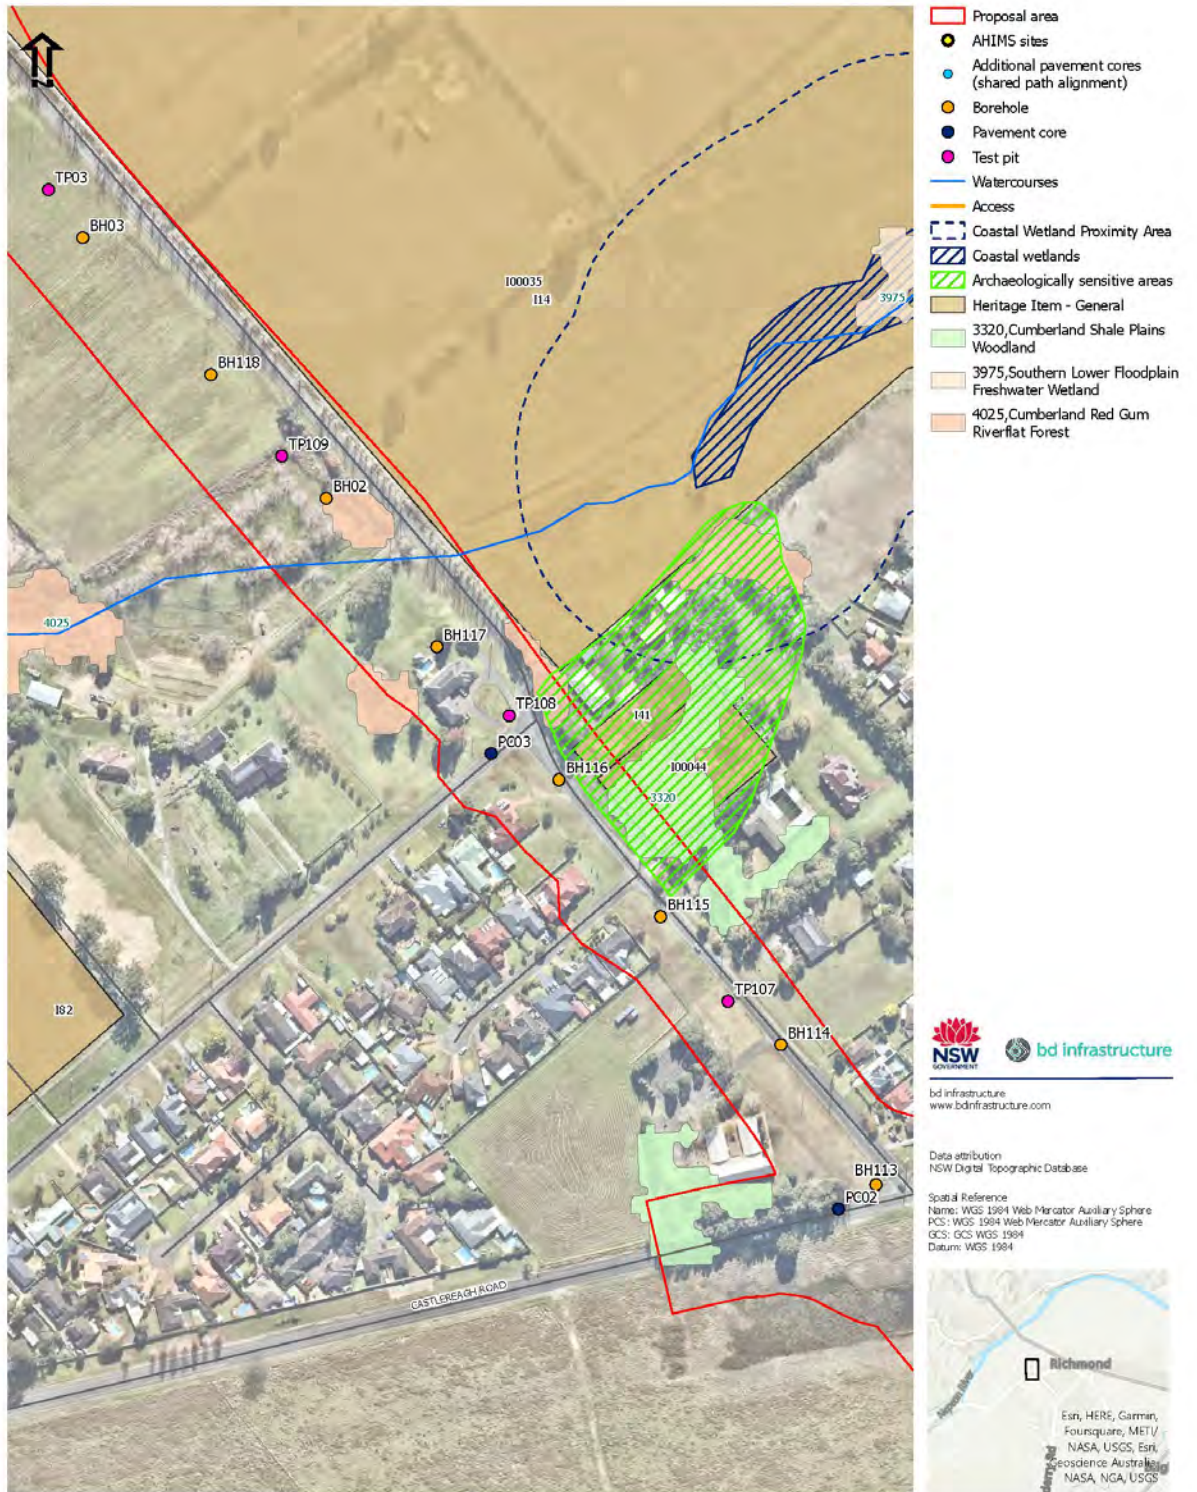 N
TP03
BH03
I00035
I14
3975
BH118
TP109
BH02
4025
BH117
TP108
I41
PC03
BH116
I00044
3320
BH115
TP107
I82
BH114
BH113
PC02
CASTLEREAGH ROAD
Proposal area
AHIMS sites
Additional pavement cores
(shared path alignment)
Borehole
Pavement core
Test pit
Watercourses
Access
Coastal Wetland Proximity Area
Coastal wetlands
Archaeologically sensitive areas
Heritage Item - General
3320,Cumberland Shale Plains
Woodland
3975,Southern Lower Floodplain
Freshwater Wetland
4025,Cumberland Red Gum
Riverflat Forest
NSW
GOVERNMENT
bd infrastructure
bd infrastructure
www.bdinfrastructure.com
Data attribution
NSW Digital Topographic Database
Spatial Reference
Name: WGS 1984 Web Mercator Auxiliary Sphere
PCS: WGS 1984 Web Mercator Auxiliary Sphere
GCS: GCS WGS 1984
Datum: WGS 1984
Richmond
Nepean River
Esri, HERE, Garmin,
Foursquare, METI/
NASA, USGS, Esri,
eoscience Australia,
NASA, NGA, USGS